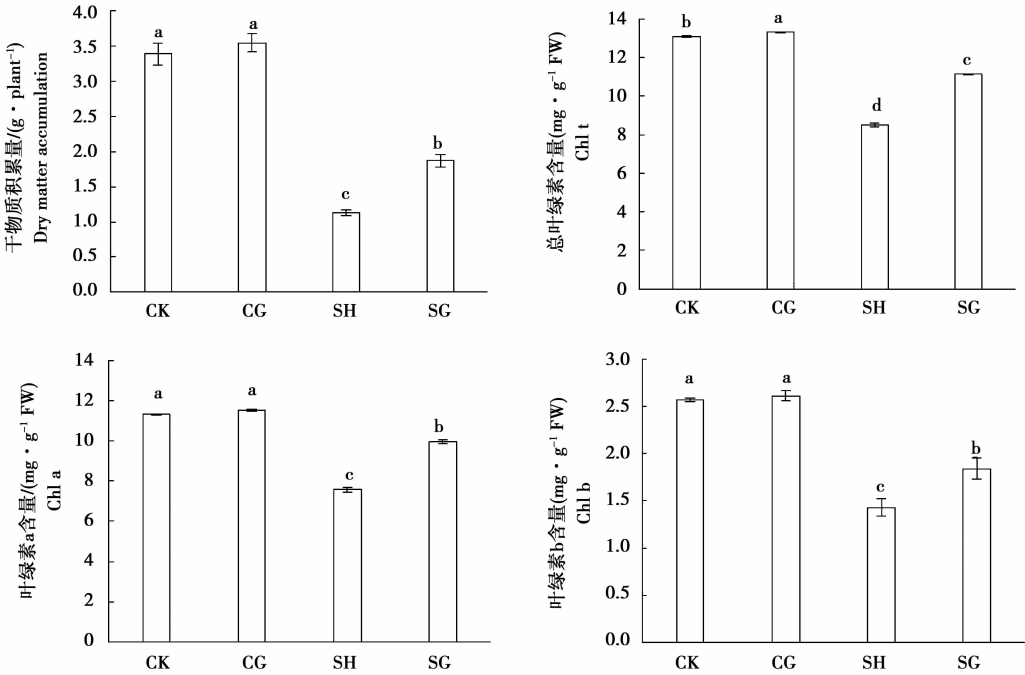 干物质积累量/(g·plant⁻¹)
Dry matter accumulation
4.0
3.5
3.0
2.5
2.0
1.5
1.0
0.5
0.0
a
a
c
b
CK CG SH SG
总叶绿素含量(mg·g⁻¹ FW)
Chl t
14
12
10
8
6
4
2
0
b
a
d
c
CK CG SH SG
叶绿素a含量/(mg·g⁻¹ FW)
Chl a
14
12
10
8
6
4
2
0
a
a
c
b
CK CG SH SG
叶绿素b含量(mg·g⁻¹ FW)
Chl b
3.0
2.5
2.0
1.5
1.0
0.5
0.0
a
a
c
b
CK CG SH SG